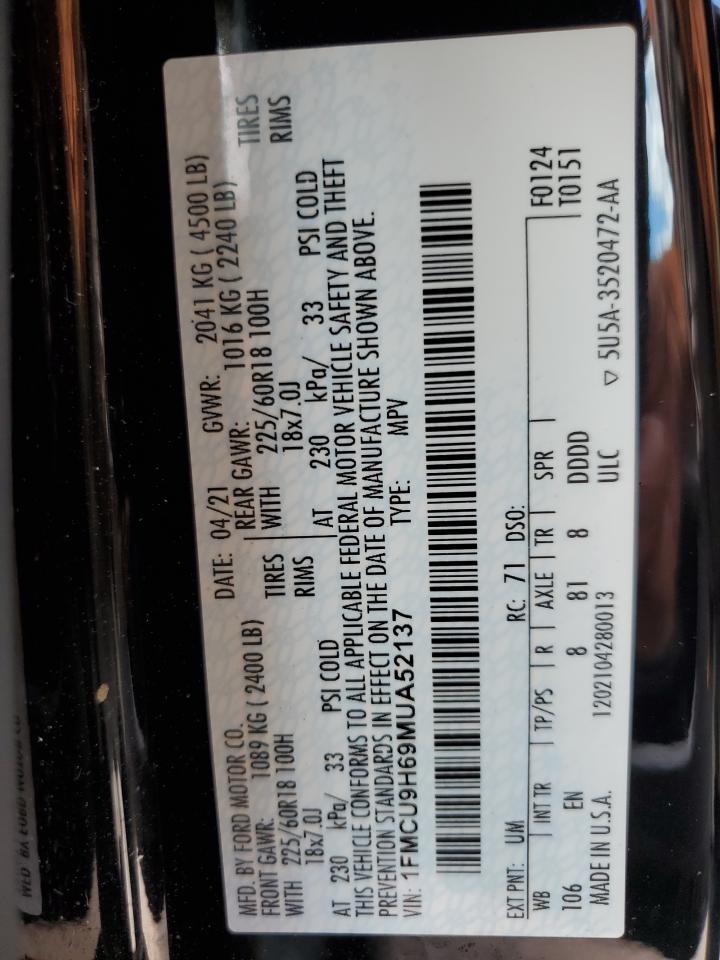 MFD. BY FORD MOTOR CO. DATE: 04/21 GVWR: 2041 KG ( 4500 LB)
FRONT GAWR: 1089 KG ( 2400 LB) REAR GAWR: 1016 KG ( 2240 LB)
WITH 225/60R18 100H TIRES WITH 225/60R18 100H TIRES
18x7.0J RIMS 18x7.0J RIMS
AT 230 kPa/ 33 PSI COLD AT 230 kPa/ 33 PSI COLD
THIS VEHICLE CONFORMS TO ALL APPLICABLE FEDERAL MOTOR VEHICLE SAFETY AND THEFT
PREVENTION STANDARDS IN EFFECT ON THE DATE OF MANUFACTURE SHOWN ABOVE.
VIN: 1FMCU9H69MUA52137 TYPE: MPV
EXT PNT: UM RC: 71 DSO:
WB INT TR TP/PS R AXLE TR SPR F0124
T0151
106 EN 8 81 8 DDDD
MADE IN U.S.A. 1202104280013 ULC ▽ 5U5A-3520472-AA